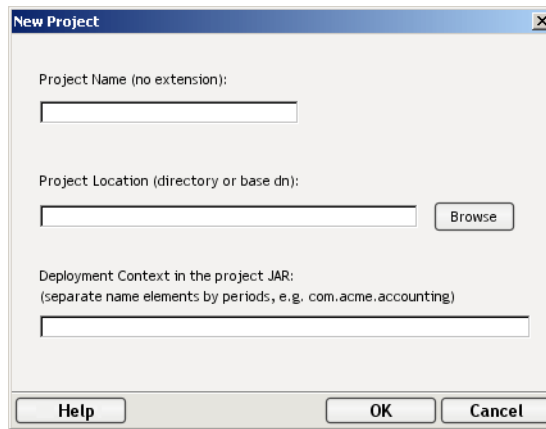 New Project
Project Name (no extension):
Project Location (directory or base dn):
Browse
Deployment Context in the project JAR:
(separate name elements by periods, e.g. com.acme.accounting)
Help
OK
Cancel